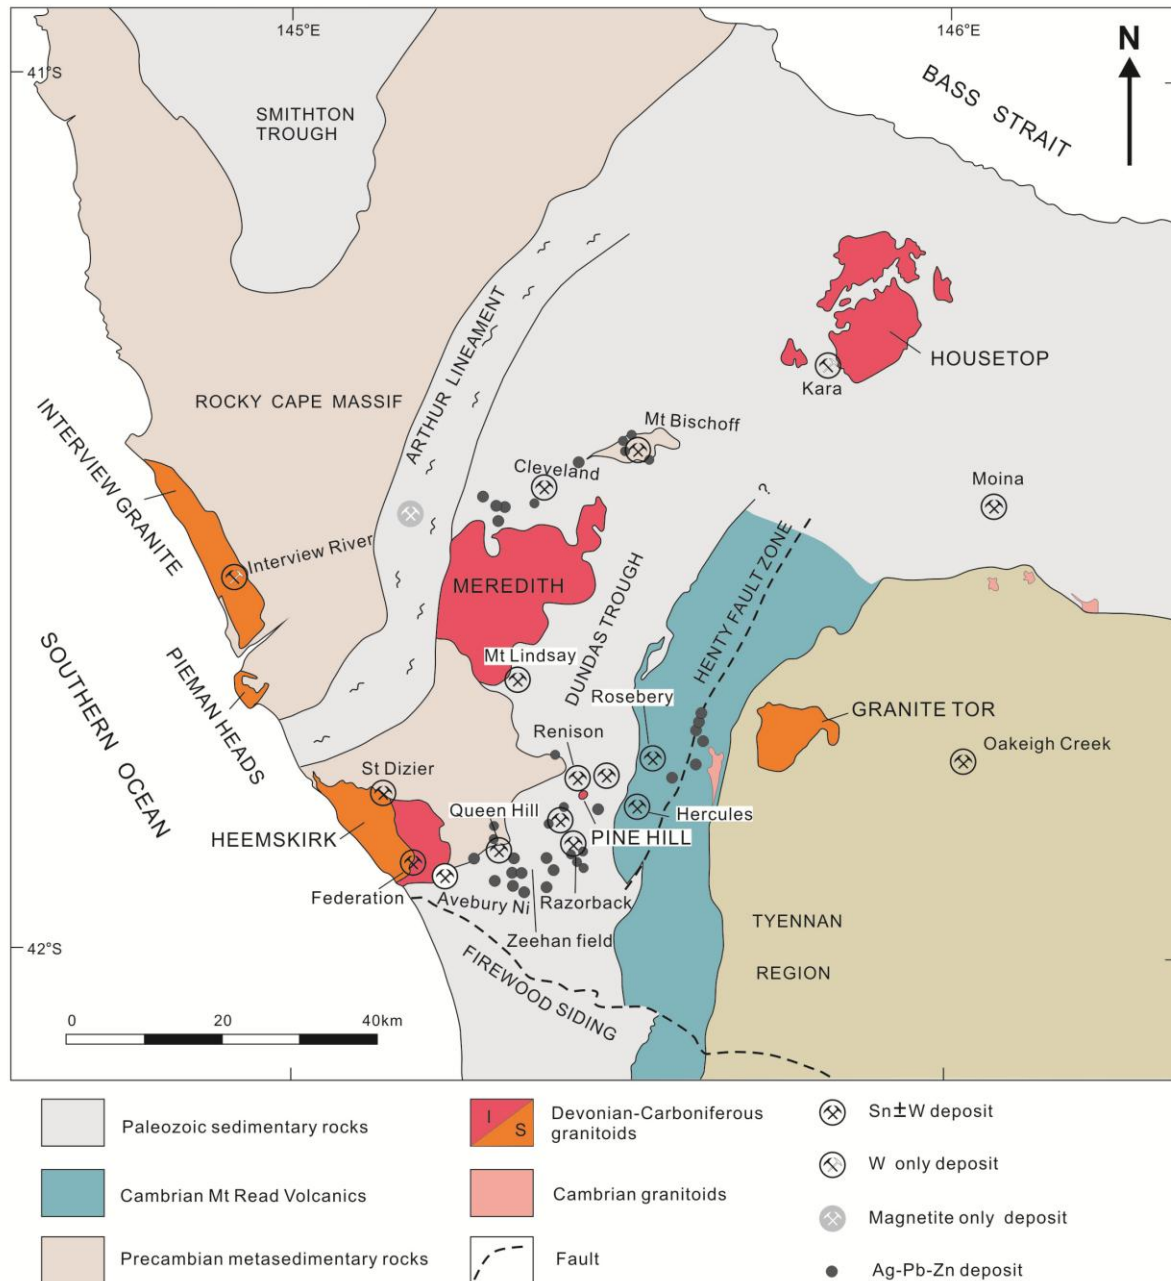 145°E
146°E
41°S
N
BASS STRAIT
SMITHTON
TROUGH
ARTHUR LINEAMENT
ROCKY CAPE MASSIF
HOUSETOP
Kara
Mt Bischoff
Cleveland
Moina
INTERVIEW GRANITE
Interview River
MEREDITH
?
HENTY FAULT ZONE
DUNDAS TROUGH
SOUTHERN OCEAN
PIEMAN HEADS
Mt Lindsay
Rosebery
GRANITE TOR
Oakeigh Creek
Renison
St Dizier
Queen Hill
HEEMSKIRK
PINE HILL
Hercules
Federation
Avebury Ni
Razorback
Zeehan field
TYENNAN
REGION
42°S
FIREWOOD SIDING
0 20 40km
Paleozoic sedimentary rocks
Cambrian Mt Read Volcanics
Precambian metasedimentary rocks
I
S
Devonian-Carboniferous
granitoids
Cambrian granitoids
Fault
Sn±W deposit
W only deposit
Magnetite only deposit
Ag-Pb-Zn deposit